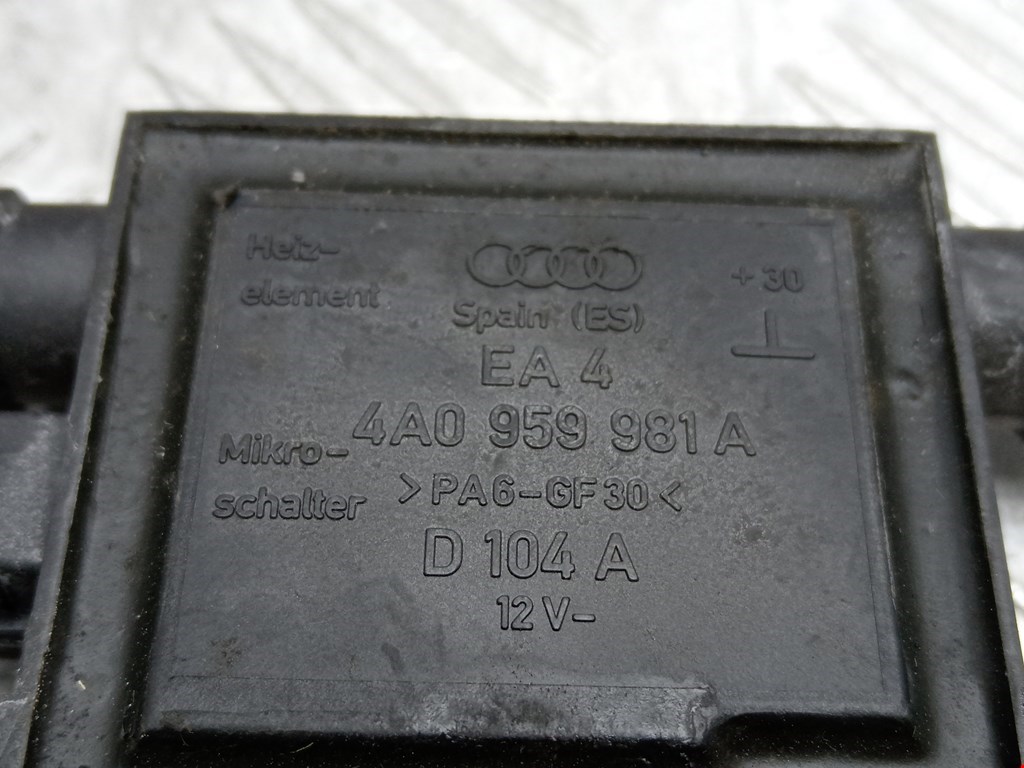 Heiz-
element
Spain (ES)
+ 30
EA 4
4A0 959 981 A
Mikro-
schalter
>PA6-GF30<
D 104 A
12 V-